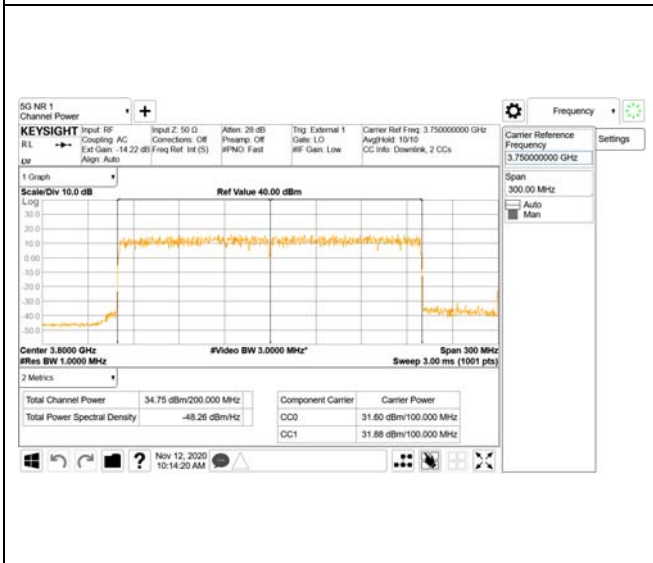 5G NR 1
Channel Power
+
Frequency
KEYSIGHT
RL
Input: RF
Coupling: AC
Ext Gain: -14.22 dB
Align: Auto
Input Z: 50 Ω
Corrections: Off
Freq Ref: Int (S)
Atten: 28 dB
Preamp: Off
#PNO: Fast
Trig: External 1
Gate: LO
#IF Gain: Low
Carrier Ref Freq: 3.750000000 GHz
Avg|Hold: 10/10
CC Info: Downlink, 2 CCs
Carrier Reference
Frequency
3.750000000 GHz
Settings
Span
300.00 MHz
Auto
Man
1 Graph
Scale/Div 10.0 dB
Ref Value 40.00 dBm
Log
30.0
20.0
10.0
0.00
-10.0
-20.0
-30.0
-40.0
-50.0
Center 3.8000 GHz
#Video BW 3.0000 MHz*
Span 300 MHz
#Res BW 1.0000 MHz
Sweep 3.00 ms (1001 pts)
2 Metrics
Total Channel Power
34.75 dBm/200.000 MHz
Total Power Spectral Density
-48.26 dBm/Hz
Component Carrier
Carrier Power
CC0
31.60 dBm/100.000 MHz
CC1
31.88 dBm/100.000 MHz
?
Nov 12, 2020
10:14:20 AM